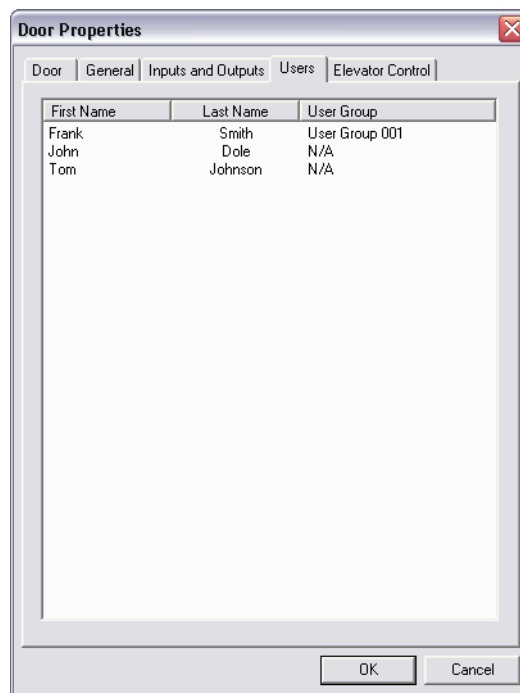 Door Properties
Door General Inputs and Outputs Users Elevator Control
First Name Last Name User Group
Frank Smith User Group 001
John Dole N/A
Tom Johnson N/A
OK Cancel